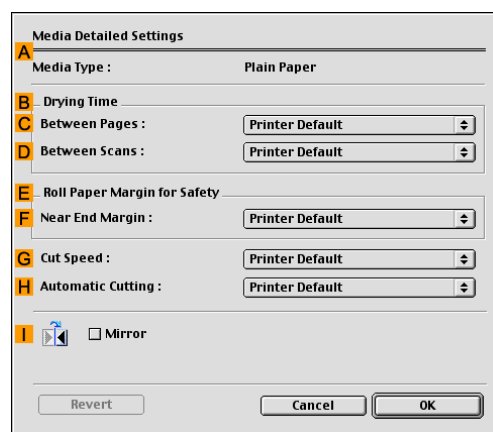 Media Detailed Settings
A
Media Type : Plain Paper
B Drying Time
C Between Pages : Printer Default
D Between Scans : Printer Default
E Roll Paper Margin for Safety
F Near End Margin : Printer Default
G Cut Speed : Printer Default
H Automatic Cutting : Printer Default
I Mirror
Revert Cancel OK